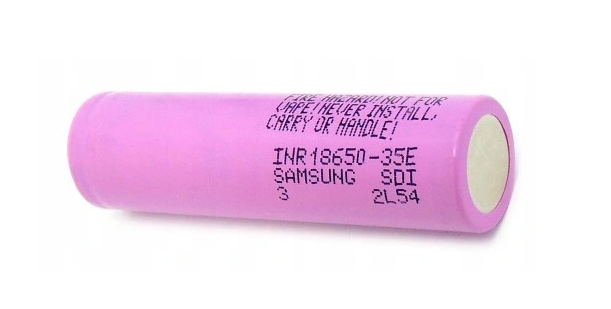 FIRE HAZARD! NOT FOR
VAPE! NEVER INSTALL,
CARRY OR HANDLE!
INR18650-35E
SAMSUNG SDI
3 2L54